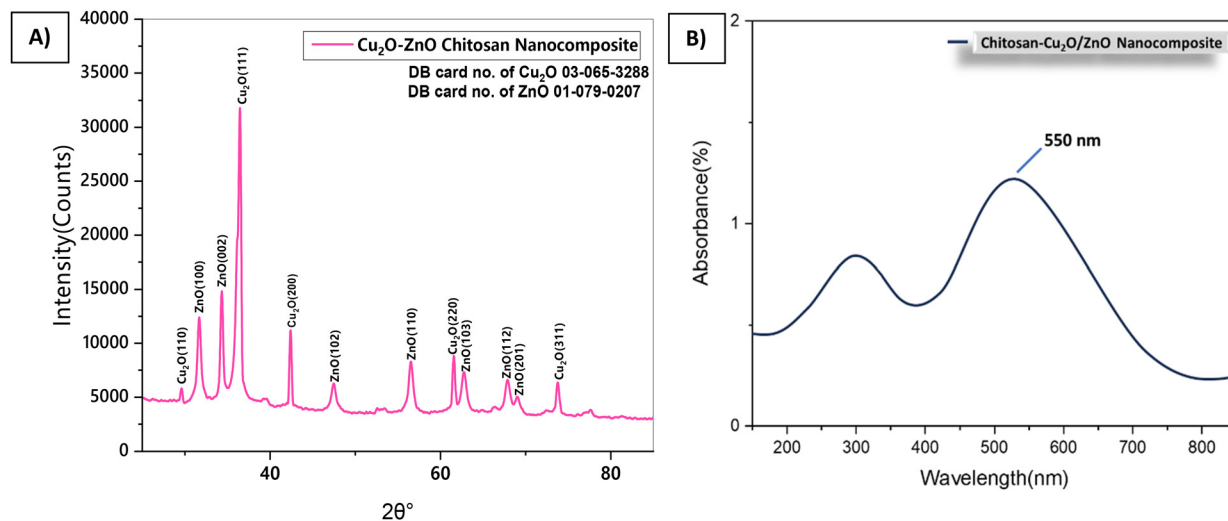 A)
Cu₂O-ZnO Chitosan Nanocomposite
DB card no. of Cu₂O 03-065-3288
DB card no. of ZnO 01-079-0207
Intensity(Counts)
40000
35000
30000
25000
20000
15000
10000
5000
0
Cu₂O(110)
ZnO(100)
ZnO(002)
Cu₂O(111)
Cu₂O(200)
ZnO(102)
ZnO(110)
Cu₂O(220)
ZnO(103)
ZnO(112)
ZnO(201)
Cu₂O(311)
40 60 80
2θ°
B)
Chitosan-Cu₂O/ZnO Nanocomposite
550 nm
Absorbance(%)
2
1
0
200 300 400 500 600 700 800
Wavelength(nm)